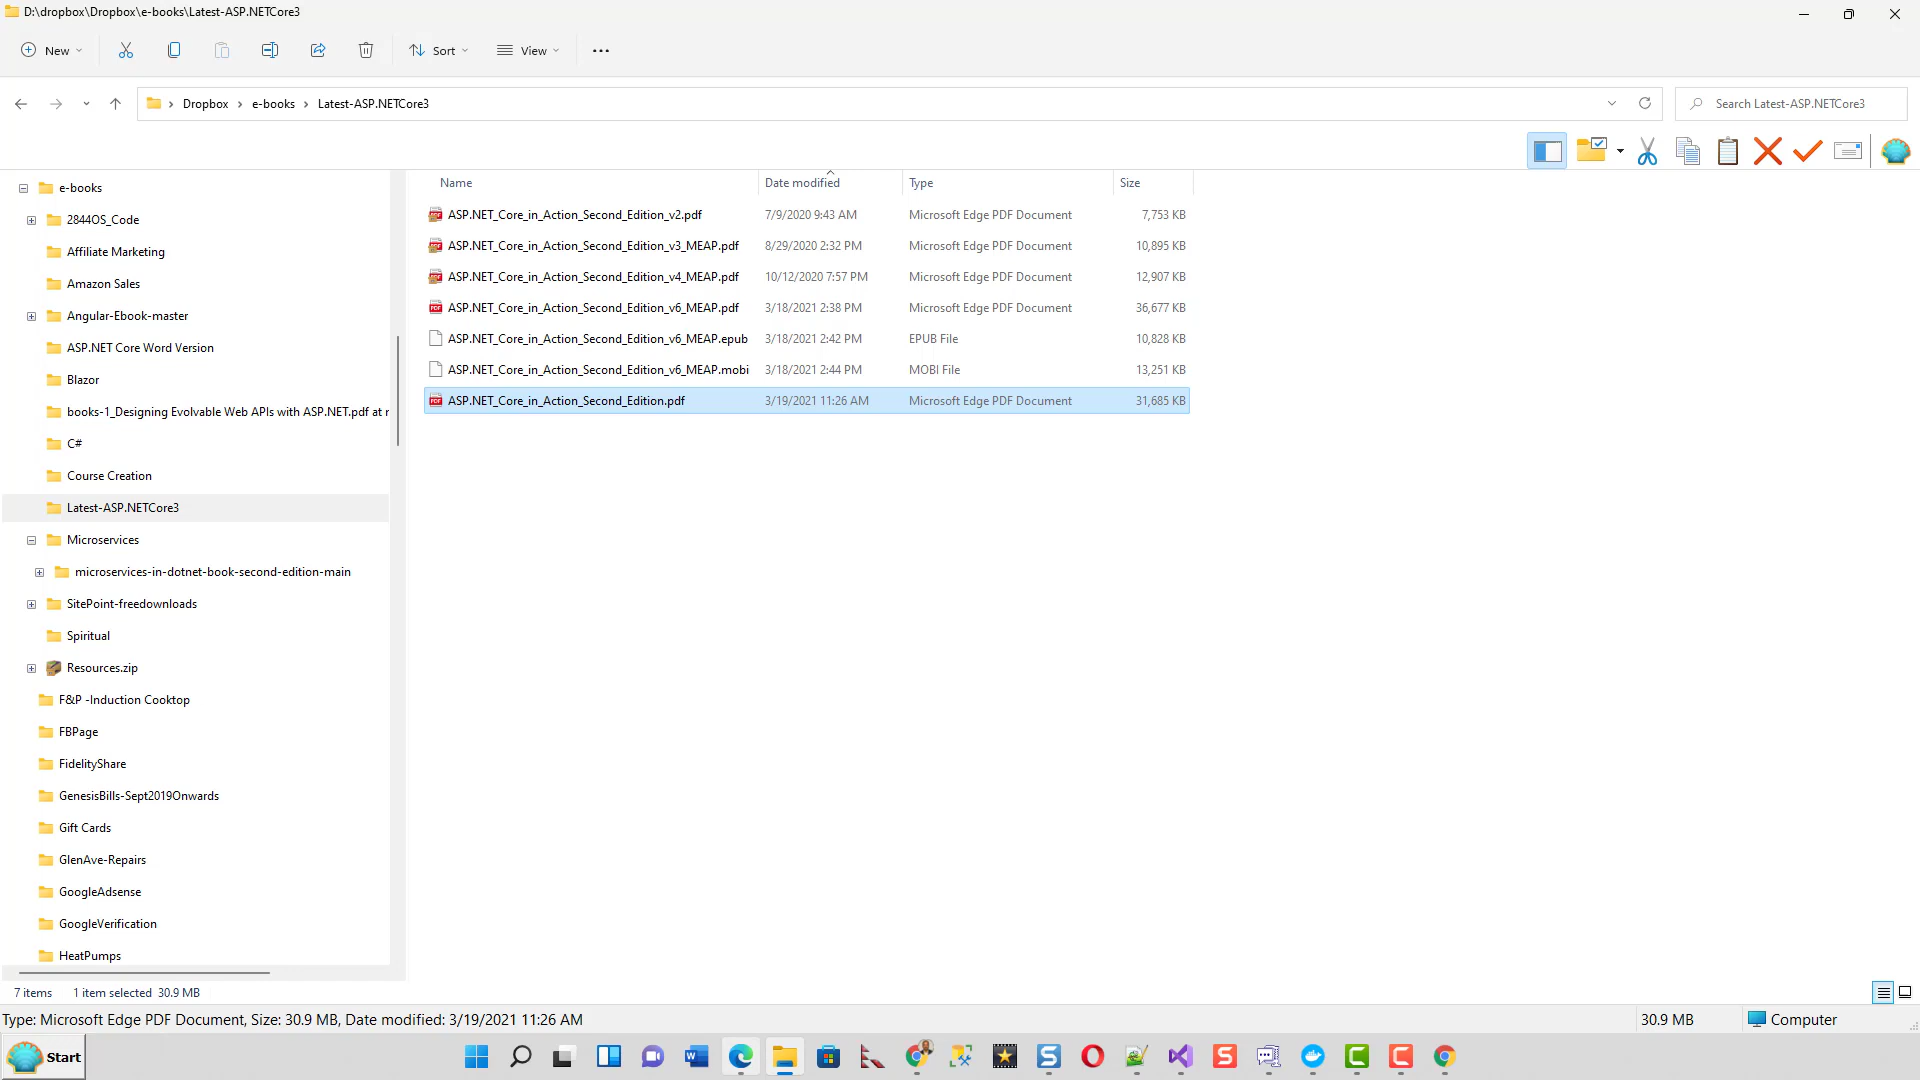 D:\dropbox\Dropbox\e-books\Latest-ASP.NETCore3
New
Sort
View
Dropbox > e-books > Latest-ASP.NETCore3
Search Latest-ASP.NETCore3
e-books
2844OS_Code
Affiliate Marketing
Amazon Sales
Angular-Ebook-master
ASP.NET Core Word Version
Blazor
books-1_Designing Evolvable Web APIs with ASP.NET.pdf at r
C#
Course Creation
Latest-ASP.NETCore3
Microservices
microservices-in-dotnet-book-second-edition-main
SitePoint-freedownloads
Spiritual
Resources.zip
F&P -Induction Cooktop
FBPage
FidelityShare
GenesisBills-Sept2019Onwards
Gift Cards
GlenAve-Repairs
GoogleAdsense
GoogleVerification
HeatPumps
Name Date modified Type Size
ASP.NET_Core_in_Action_Second_Edition_v2.pdf 7/9/2020 9:43 AM Microsoft Edge PDF Document 7,753 KB
ASP.NET_Core_in_Action_Second_Edition_v3_MEAP.pdf 8/29/2020 2:32 PM Microsoft Edge PDF Document 10,895 KB
ASP.NET_Core_in_Action_Second_Edition_v4_MEAP.pdf 10/12/2020 7:57 PM Microsoft Edge PDF Document 12,907 KB
ASP.NET_Core_in_Action_Second_Edition_v6_MEAP.pdf 3/18/2021 2:38 PM Microsoft Edge PDF Document 36,677 KB
ASP.NET_Core_in_Action_Second_Edition_v6_MEAP.epub 3/18/2021 2:42 PM EPUB File 10,828 KB
ASP.NET_Core_in_Action_Second_Edition_v6_MEAP.mobi 3/18/2021 2:44 PM MOBI File 13,251 KB
ASP.NET_Core_in_Action_Second_Edition.pdf 3/19/2021 11:26 AM Microsoft Edge PDF Document 31,685 KB
7 items 1 item selected 30.9 MB
Type: Microsoft Edge PDF Document, Size: 30.9 MB, Date modified: 3/19/2021 11:26 AM 30.9 MB Computer
Start